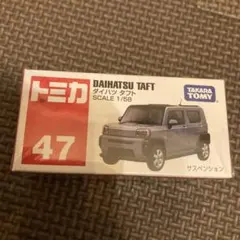 トミカ
47
DAIHATSU TAFT
ダイハツ タフト
SCALE 1/58
TAKARA
TOMY
サスペンション